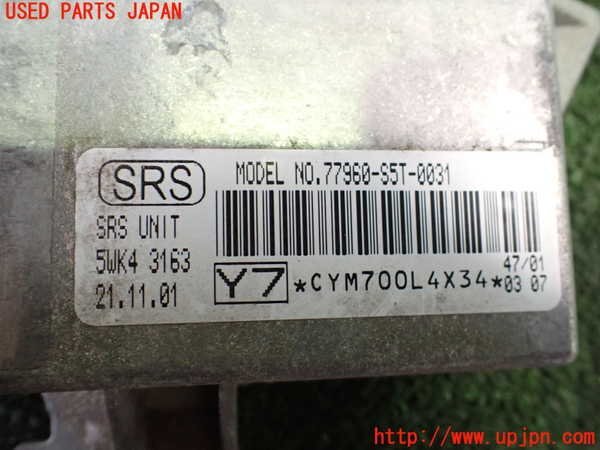 USED PARTS JAPAN
SRS
MODEL NO.77960-S5T-0031
SRS UNIT
5WK4 3163
21.11.01
Y7
*CYM700L4X34*
47/01
03 07
http://www.upjpn.com/